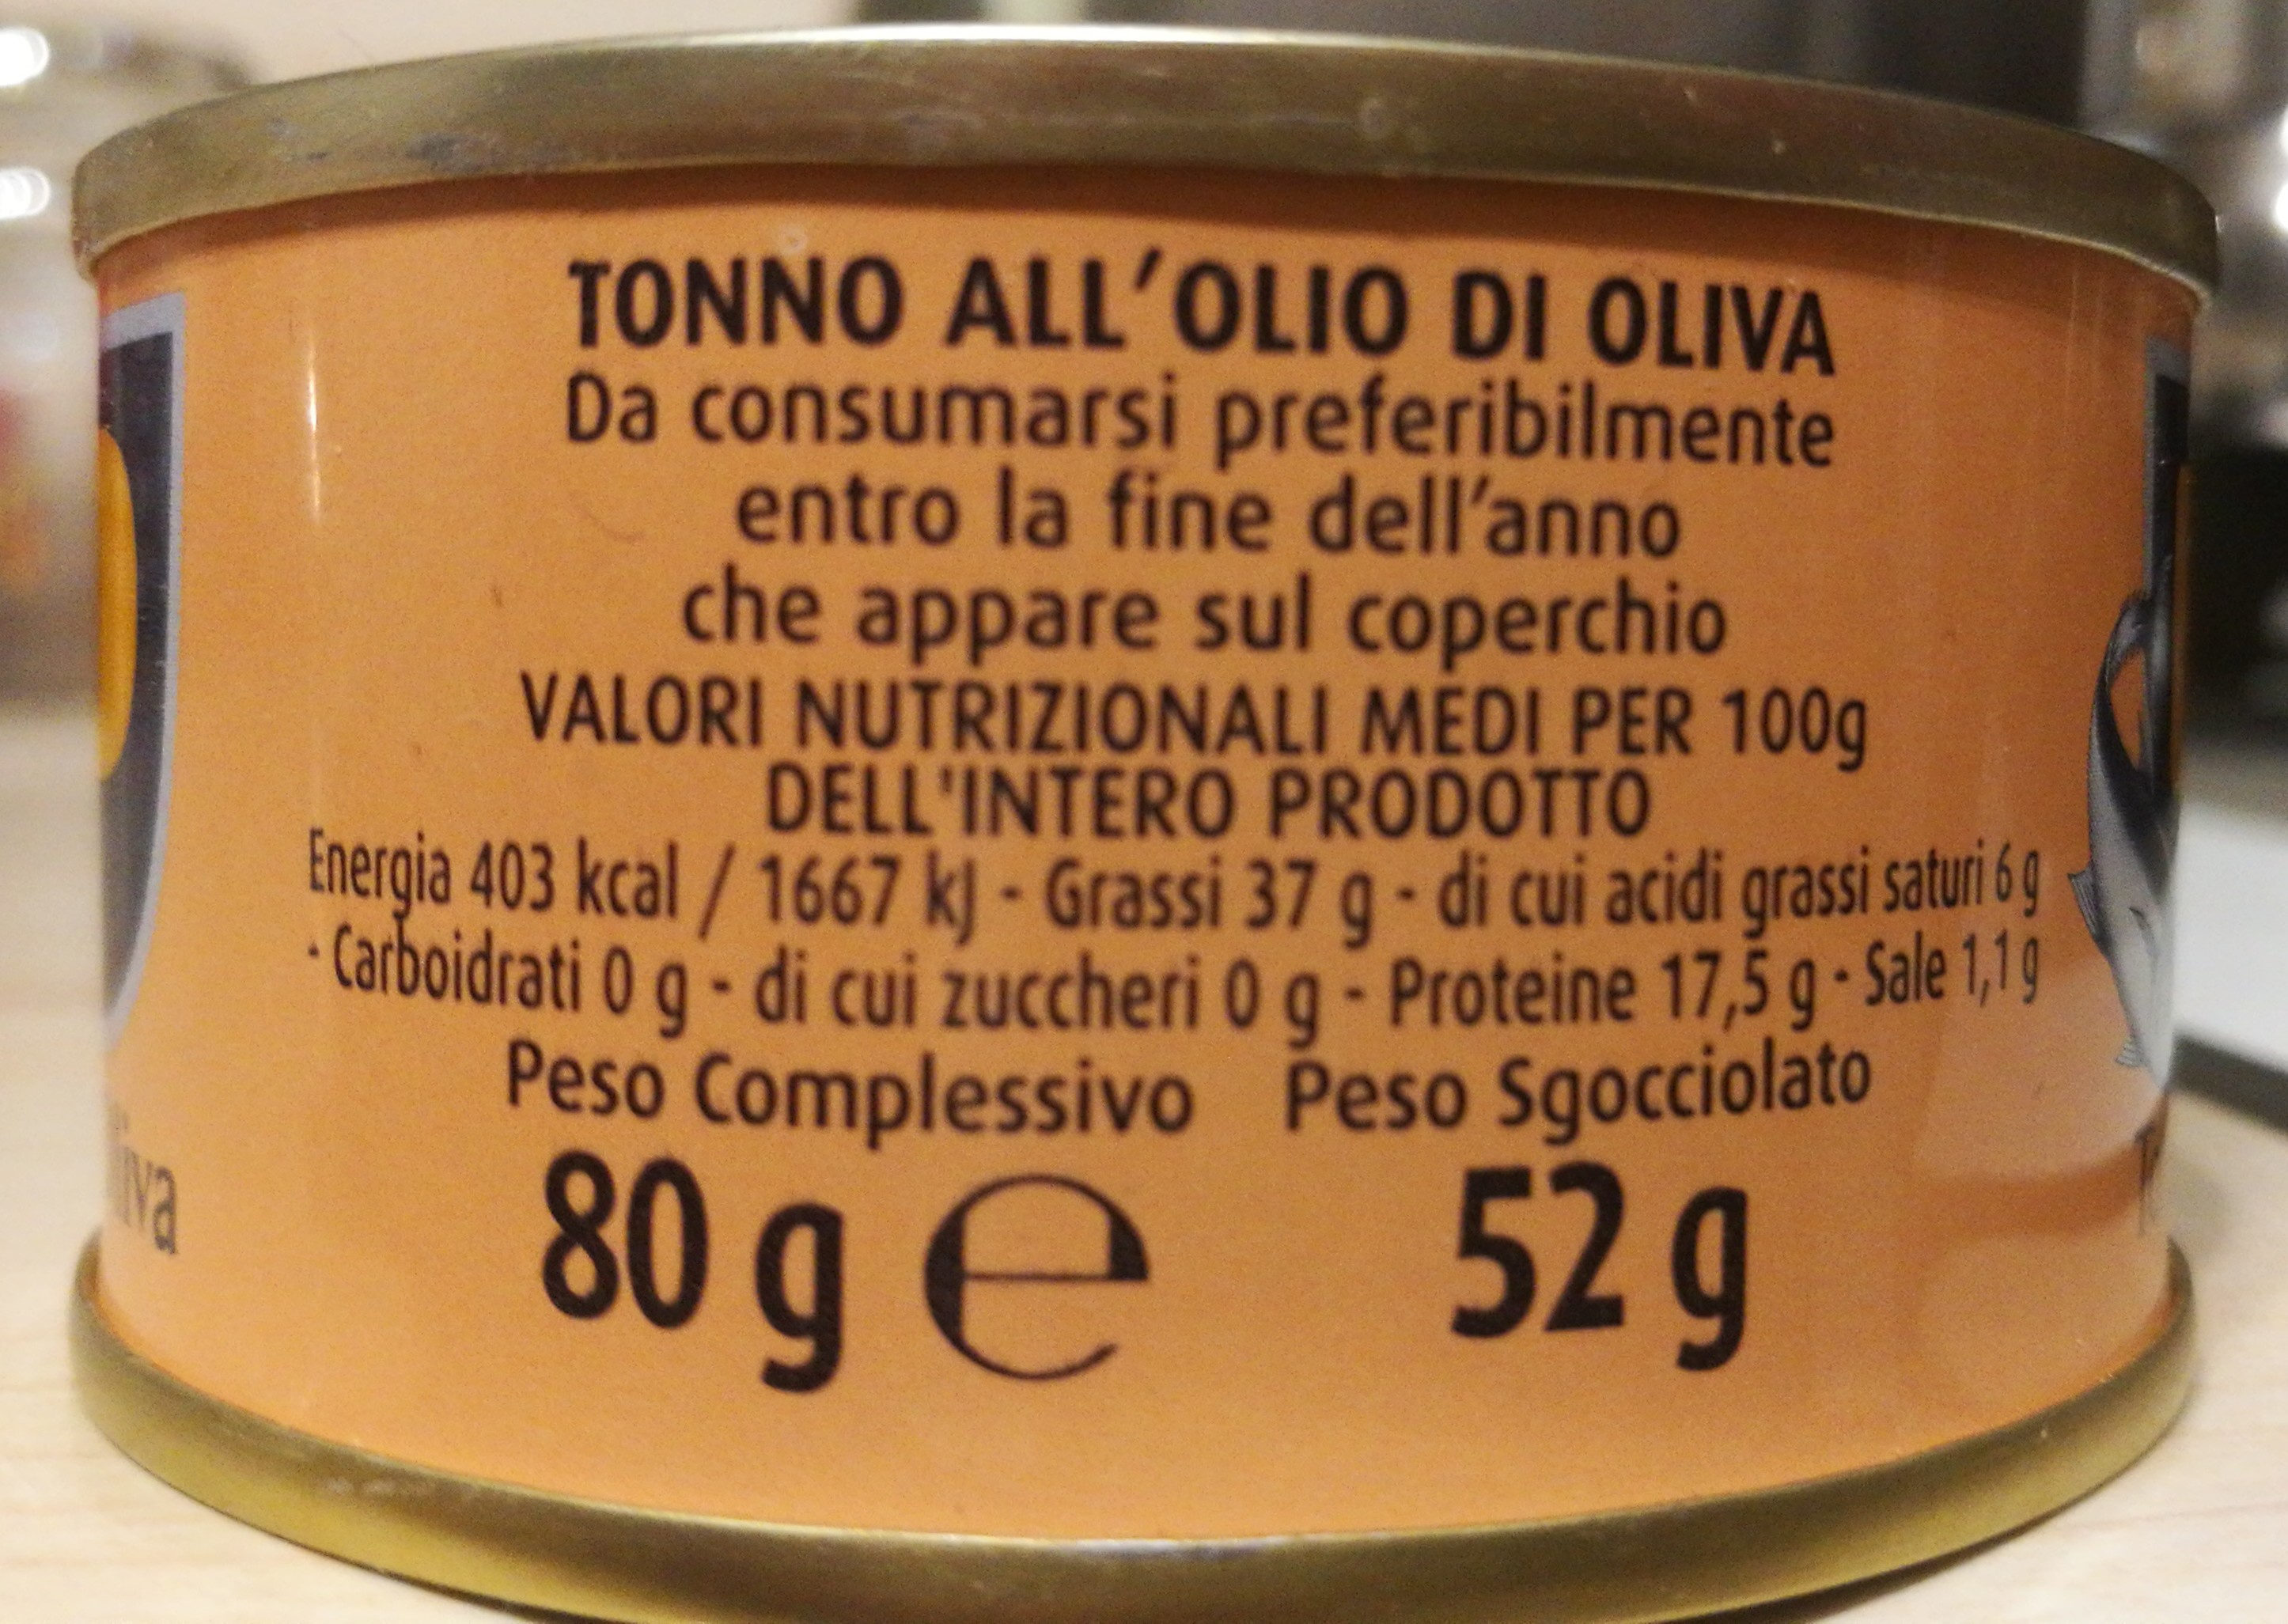 TONNO ALL'OLIO DI OLIVA
Da consumarsi preferibilmente
entro la fine dell'anno
che appare sul coperchio
VALORI NUTRIZIONALI MEDI PER 100g
DELL'INTERO PRODOTTO
Energia 403 kcal / 1667 kJ - Grassi 37 g - di cui acidi grassi saturi 6 g
- Carboidrati 0 g - di cui zuccheri 0 g - Proteine 17,5 g - Sale 1,1 g
Peso Complessivo Peso Sgocciolato
80 g e 52 g